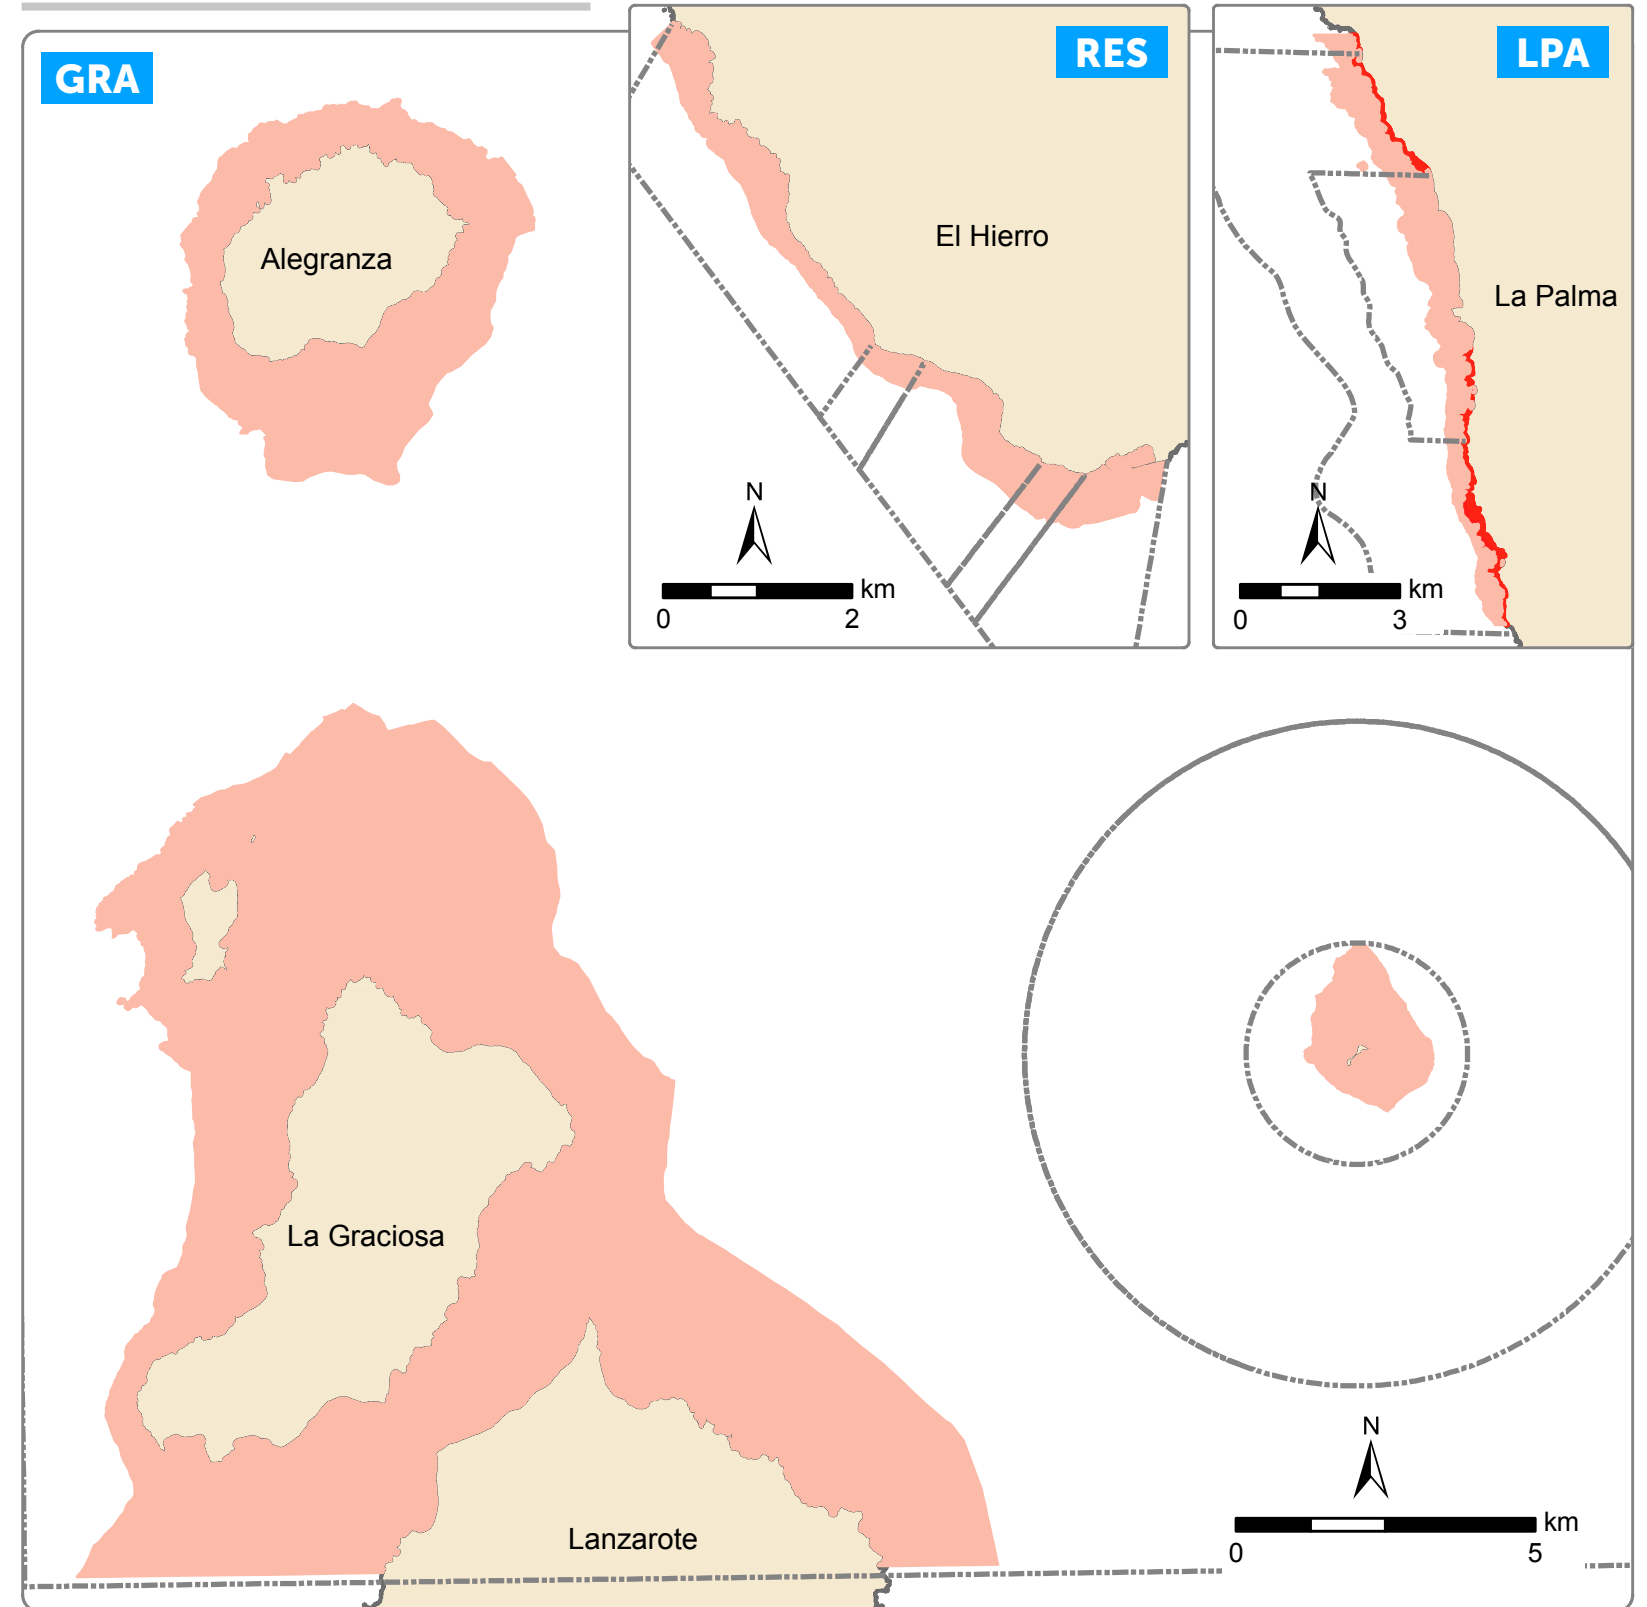 GRA
Alegranza
RES
El Hierro
N
km
0 2
LPA
La Palma
N
km
0 3
La Graciosa
Lanzarote
N
km
0 5